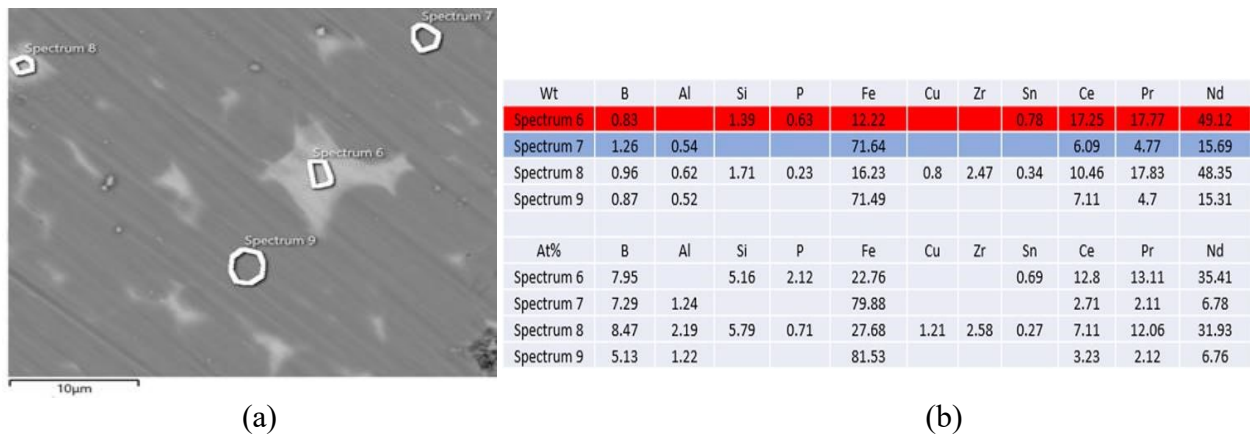 Spectrum 7
Spectrum 8
Spectrum 6
Spectrum 9
10μm
(a)
Wt B Al Si P Fe Cu Zr Sn Ce Pr Nd
Spectrum 6 0.83 1.39 0.63 12.22 0.78 17.25 17.77 49.12
Spectrum 7 1.26 0.54 71.64 6.09 4.77 15.69
Spectrum 8 0.96 0.62 1.71 0.23 16.23 0.8 2.47 0.34 10.46 17.83 48.35
Spectrum 9 0.87 0.52 71.49 7.11 4.7 15.31
At% B Al Si P Fe Cu Zr Sn Ce Pr Nd
Spectrum 6 7.95 5.16 2.12 22.76 0.69 12.8 13.11 35.41
Spectrum 7 7.29 1.24 79.88 2.71 2.11 6.78
Spectrum 8 8.47 2.19 5.79 0.71 27.68 1.21 2.58 0.27 7.11 12.06 31.93
Spectrum 9 5.13 1.22 81.53 3.23 2.12 6.76
(b)